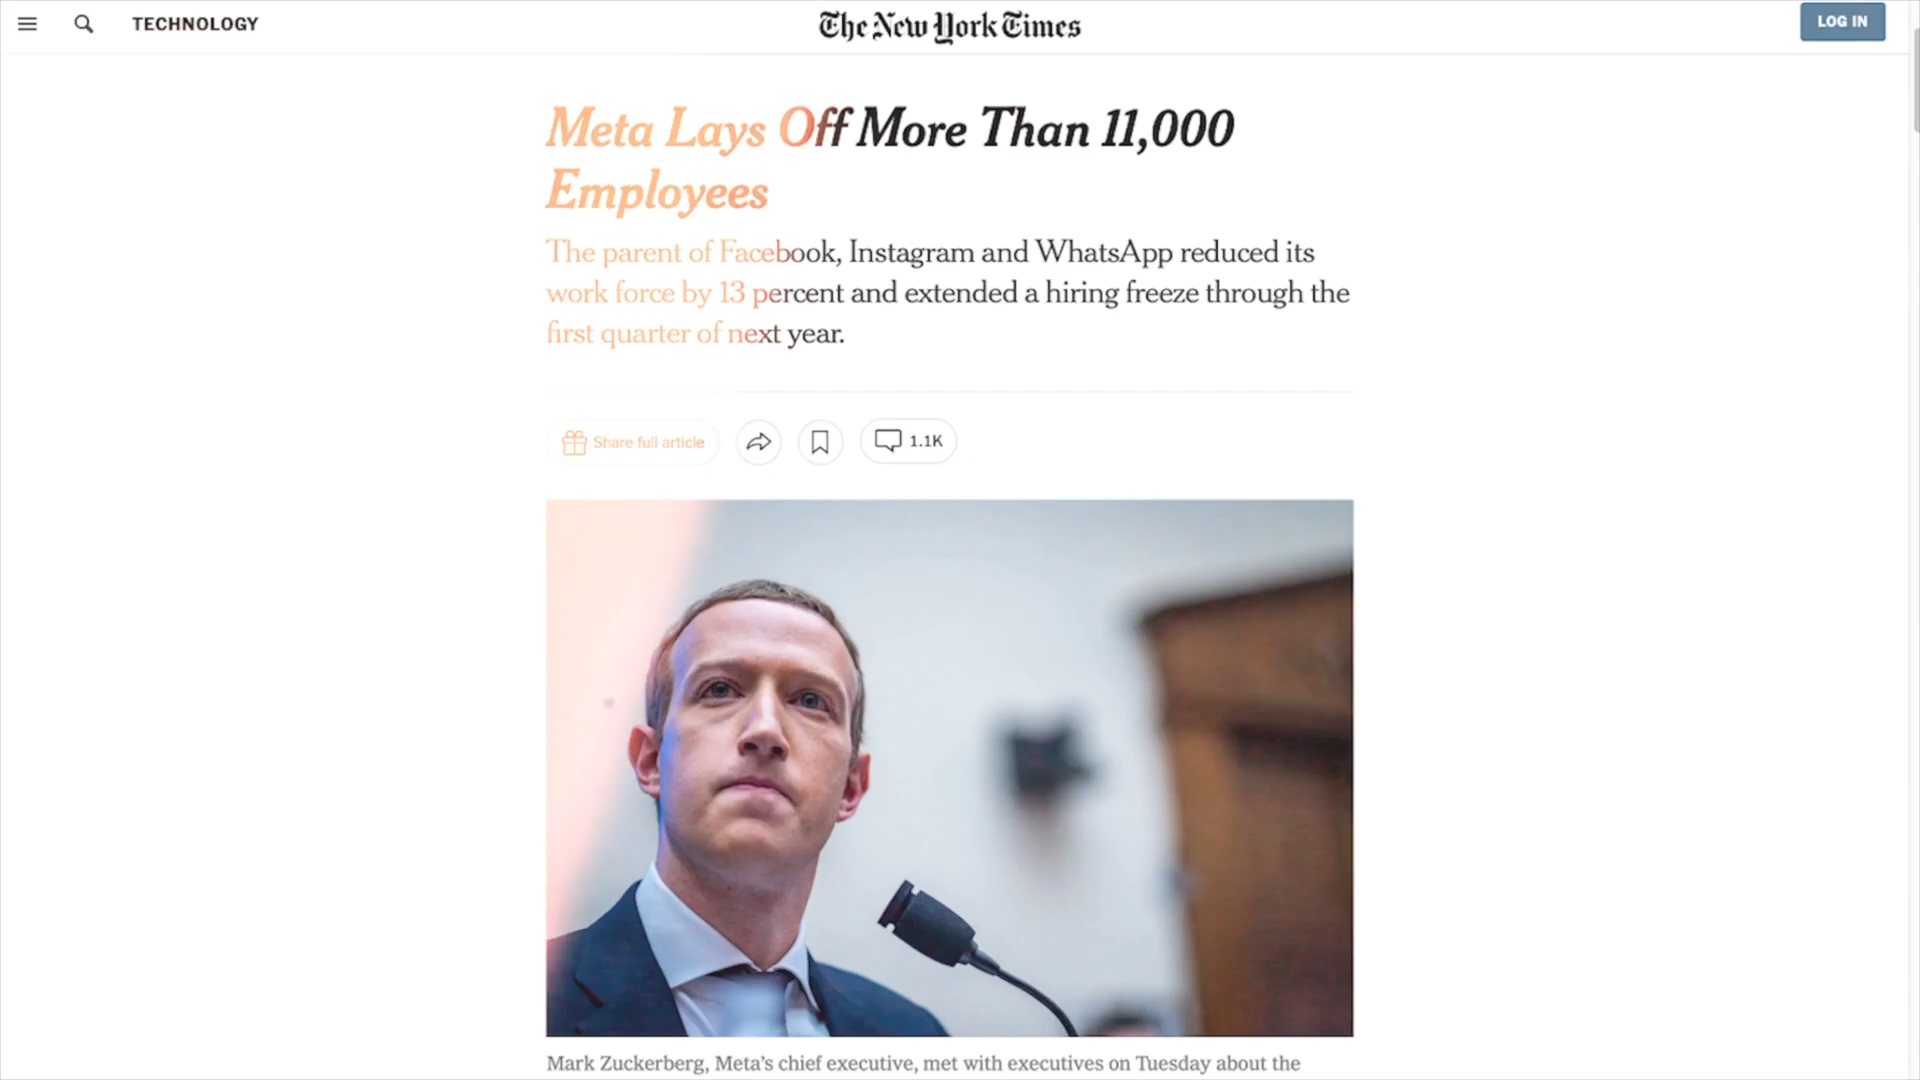 TECHNOLOGY
The New York Times
LOG IN
Meta Lays Off More Than 11,000
Employees
The parent of Facebook, Instagram and WhatsApp reduced its
work force by 13 percent and extended a hiring freeze through the
first quarter of next year.
Share full article
1.1K
Mark Zuckerberg, Meta’s chief executive, met with executives on Tuesday about the